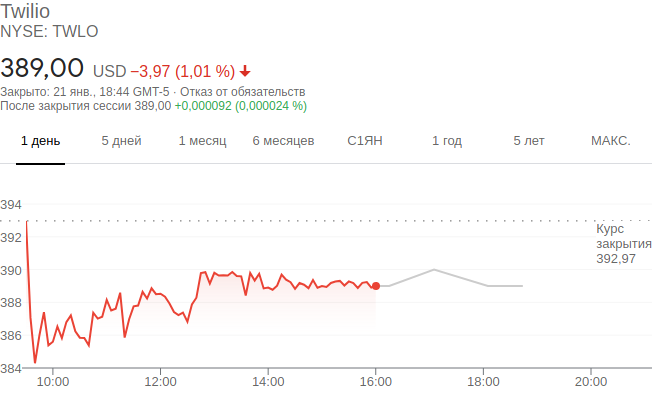 Twilio
NYSE: TWLO
389,00 USD −3,97 (1,01 %)
Закрыто: 21 янв., 18:44 GMT-5 · Отказ от обязательств
После закрытия сессии 389,00 +0,000092 (0,000024 %)
1 день 5 дней 1 месяц 6 месяцев С1ЯН 1 год 5 лет МАКС.
394
392
390
388
386
384
Курс
закрытия
392,97
10:00 12:00 14:00 16:00 18:00 20:00